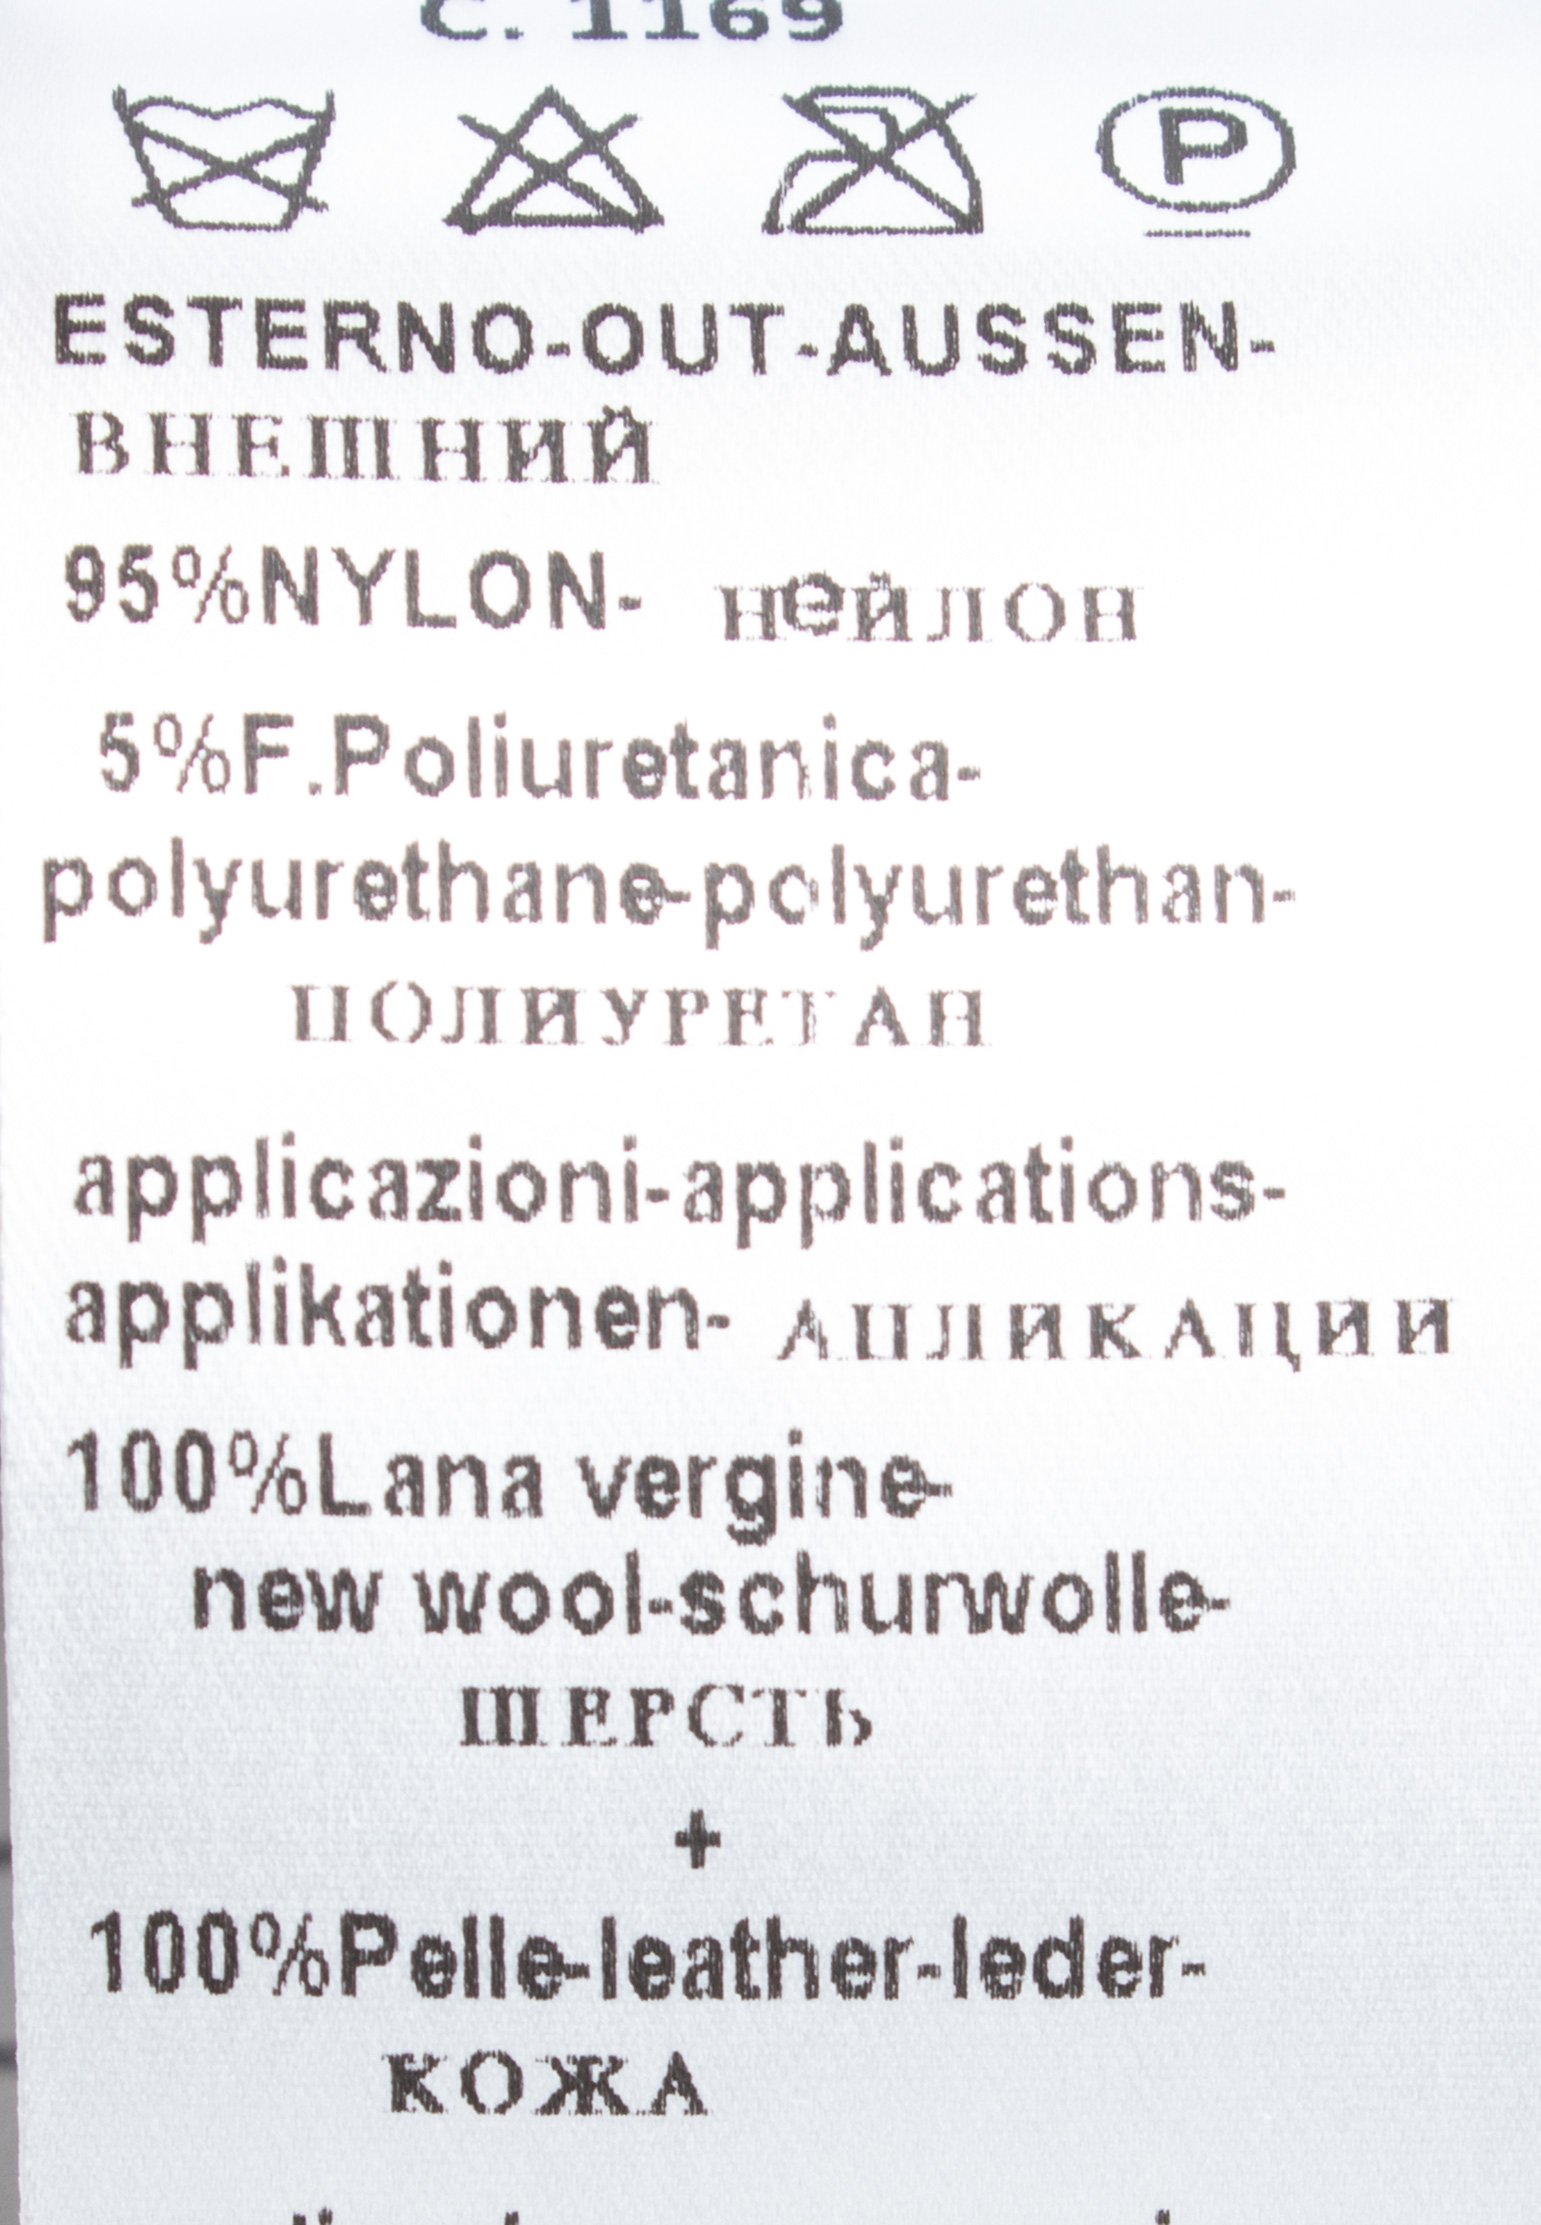 C. 1169
P
ESTERNO-OUT-AUSSEN-
ВНЕШНИЙ
95%NYLON- нейлон
5%F.Poliuretanica-
polyurethane-polyurethan-
ПОЛИУРЕТАН
applicazioni-applications-
applikationen- АПЛИКАЦИИ
100%Lana vergine-
new wool-schurwolle-
ШЕРСТЬ
+
100%Pelle-leather-leder-
КОЖА